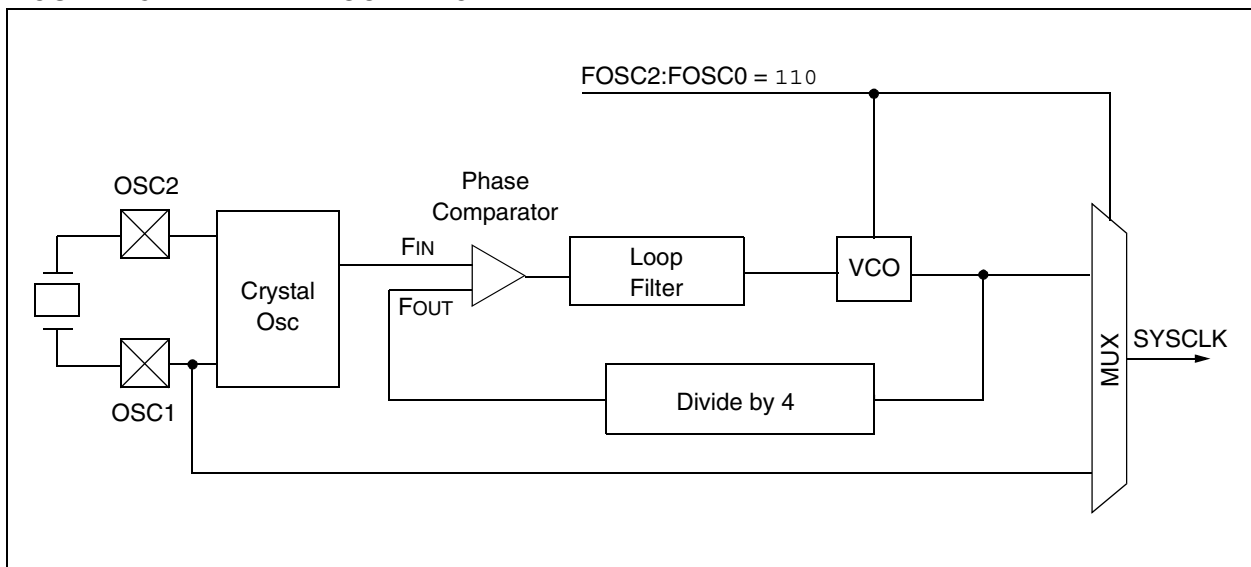 FOSC2:FOSC0 = 110
OSC2
Phase
Comparator
Crystal
Osc
FIN
FOUT
Loop
Filter
VCO
Divide by 4
OSC1
MUX
SYSCLK